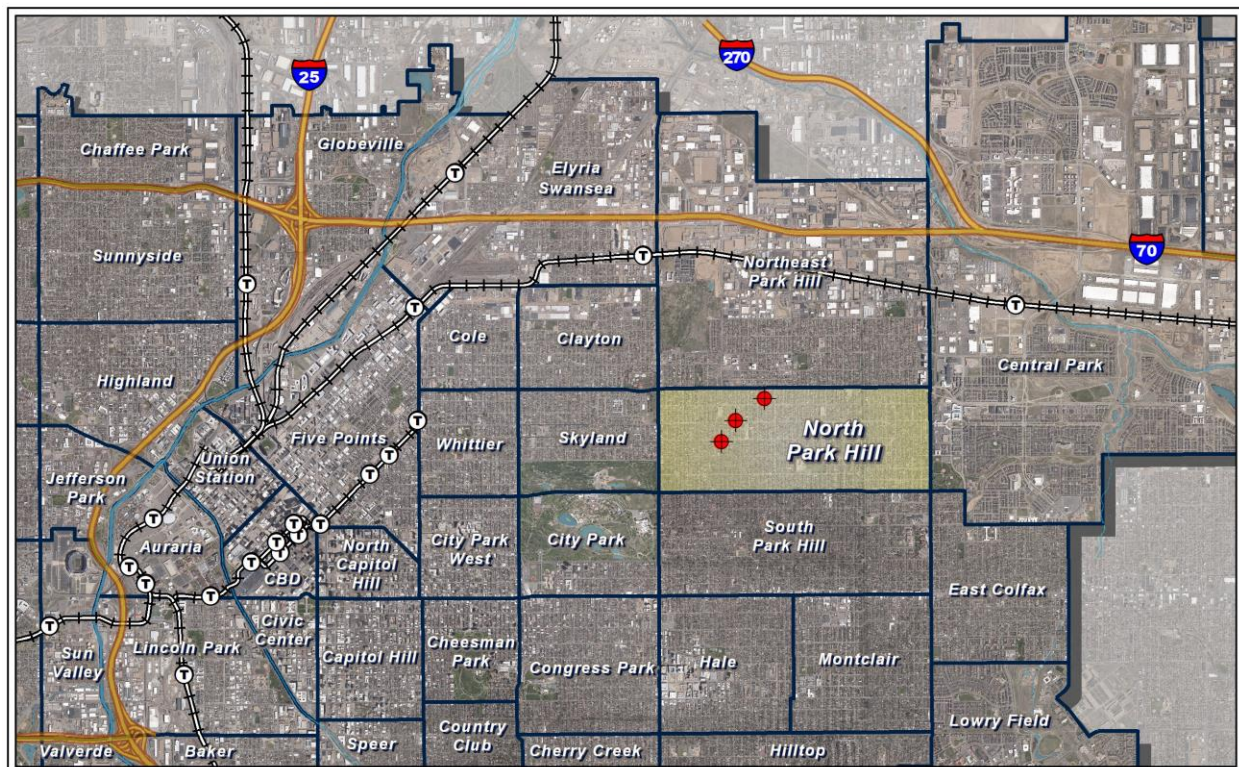 25
270
Chaffee Park
Globeville
Elyria
Swansea
Sunnyside
70
Northeast
Park Hill
T
T
T
T
T
Cole
Clayton
Central Park
Highland
Five Points
T
Whittier
Skyland
North
Park Hill
Union
Station
T
T
Jefferson
Park
T
Auraria
T
T
T
T
T
T
CBD
North
Capitol
Hill
City Park
West
City Park
South
Park Hill
T
T
T
East Colfax
T
Sun
Valley
Lincoln Park
Civic
Center
Capitol Hill
Cheesman
Park
Congress Park
Hale
Montclair
T
Lowry Field
Valverde
Baker
Speer
Country
Club
Cherry Creek
Hilltop